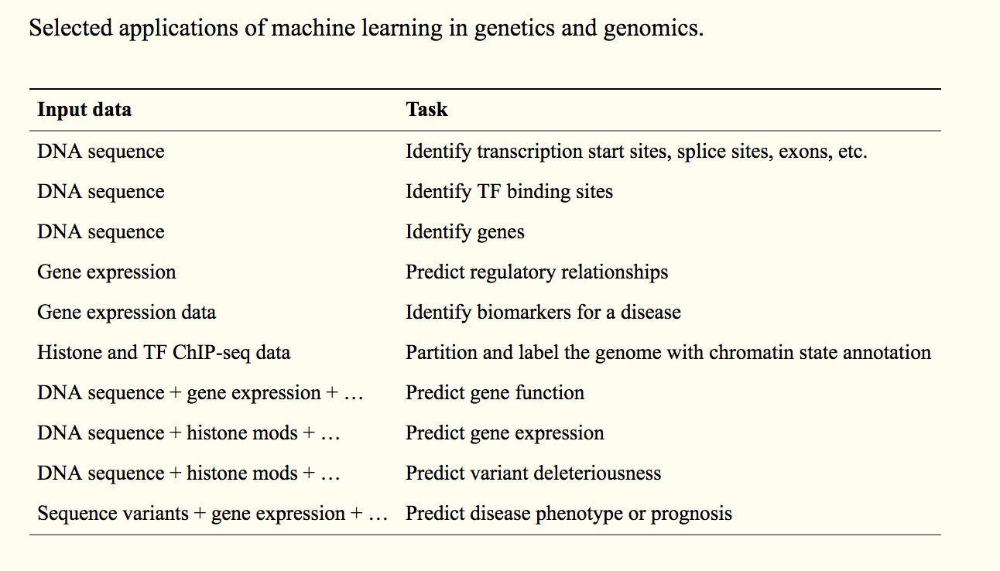 Selected applications of machine learning in genetics and genomics.
Input data Task
DNA sequence Identify transcription start sites, splice sites, exons, etc.
DNA sequence Identify TF binding sites
DNA sequence Identify genes
Gene expression Predict regulatory relationships
Gene expression data Identify biomarkers for a disease
Histone and TF ChIP-seq data Partition and label the genome with chromatin state annotation
DNA sequence + gene expression + … Predict gene function
DNA sequence + histone mods + … Predict gene expression
DNA sequence + histone mods + … Predict variant deleteriousness
Sequence variants + gene expression + … Predict disease phenotype or prognosis